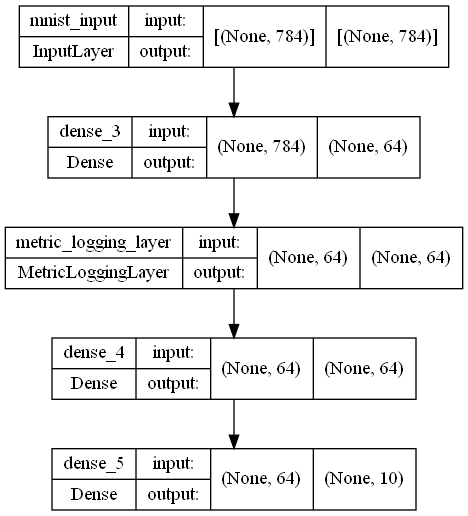 mnist_input input: [(None, 784)] [(None, 784)]
InputLayer output:
dense_3 input: (None, 784) (None, 64)
Dense output:
metric_logging_layer input: (None, 64) (None, 64)
MetricLoggingLayer output:
dense_4 input: (None, 64) (None, 64)
Dense output:
dense_5 input: (None, 64) (None, 10)
Dense output: